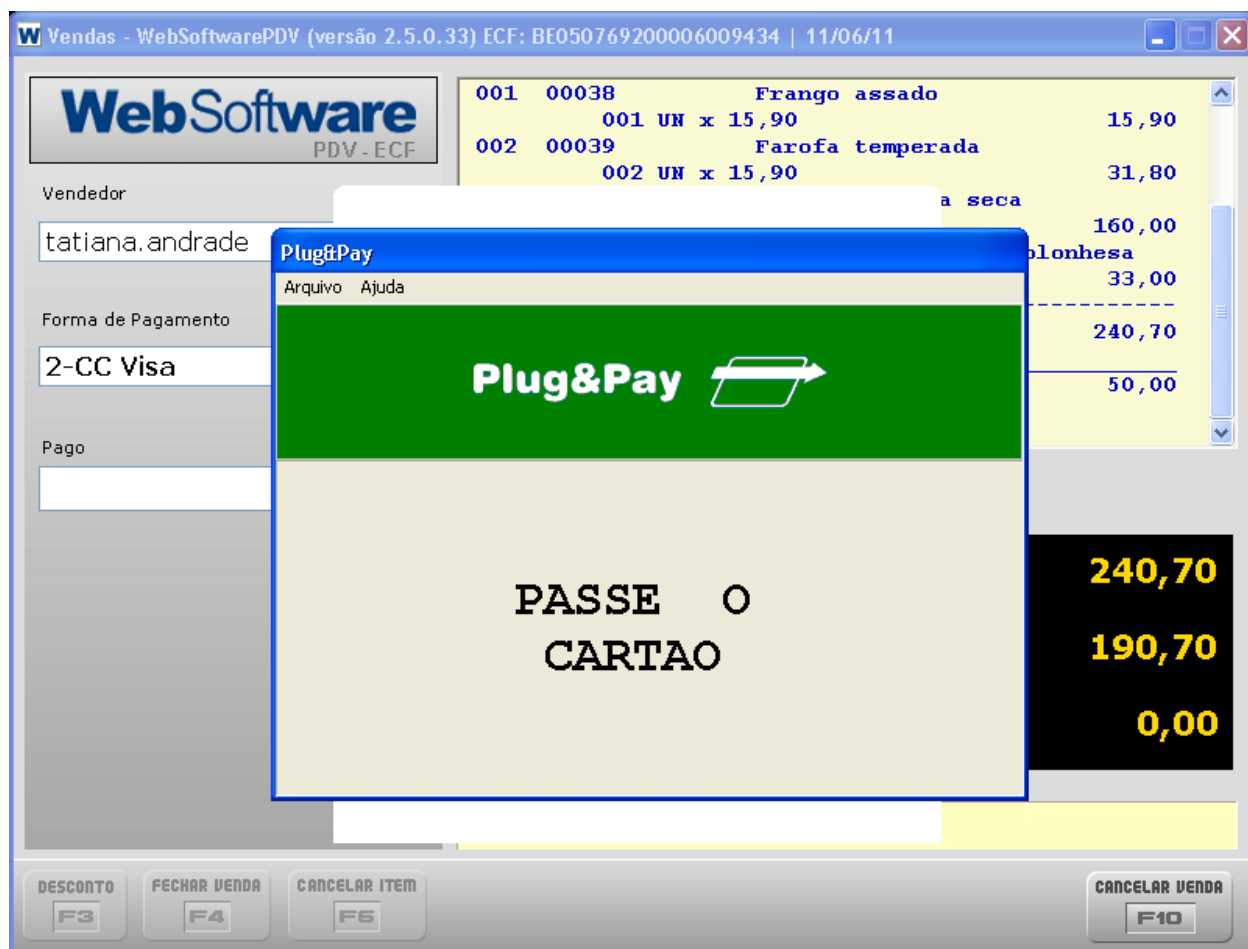 Vendas - WebSoftwarePDV (versão 2.5.0.33) ECF: BE050769200006009434 | 11/06/11
WebSoftware
PDV - ECF
Vendedor
tatiana.andrade
Forma de Pagamento
2-CC Visa
Pago
001 00038 Frango assado
001 UN x 15,90 15,90
002 00039 Farofa temperada
002 UN x 15,90 31,80
a seca
160,00
olonhesa
33,00
240,70
50,00
Plug&Pay
Arquivo Ajuda
Plug&Pay
PASSE O
CARTAO
240,70
190,70
0,00
DESCONTO
F3
FECHAR VENDA
F4
CANCELAR ITEM
F6
CANCELAR VENDA
F10